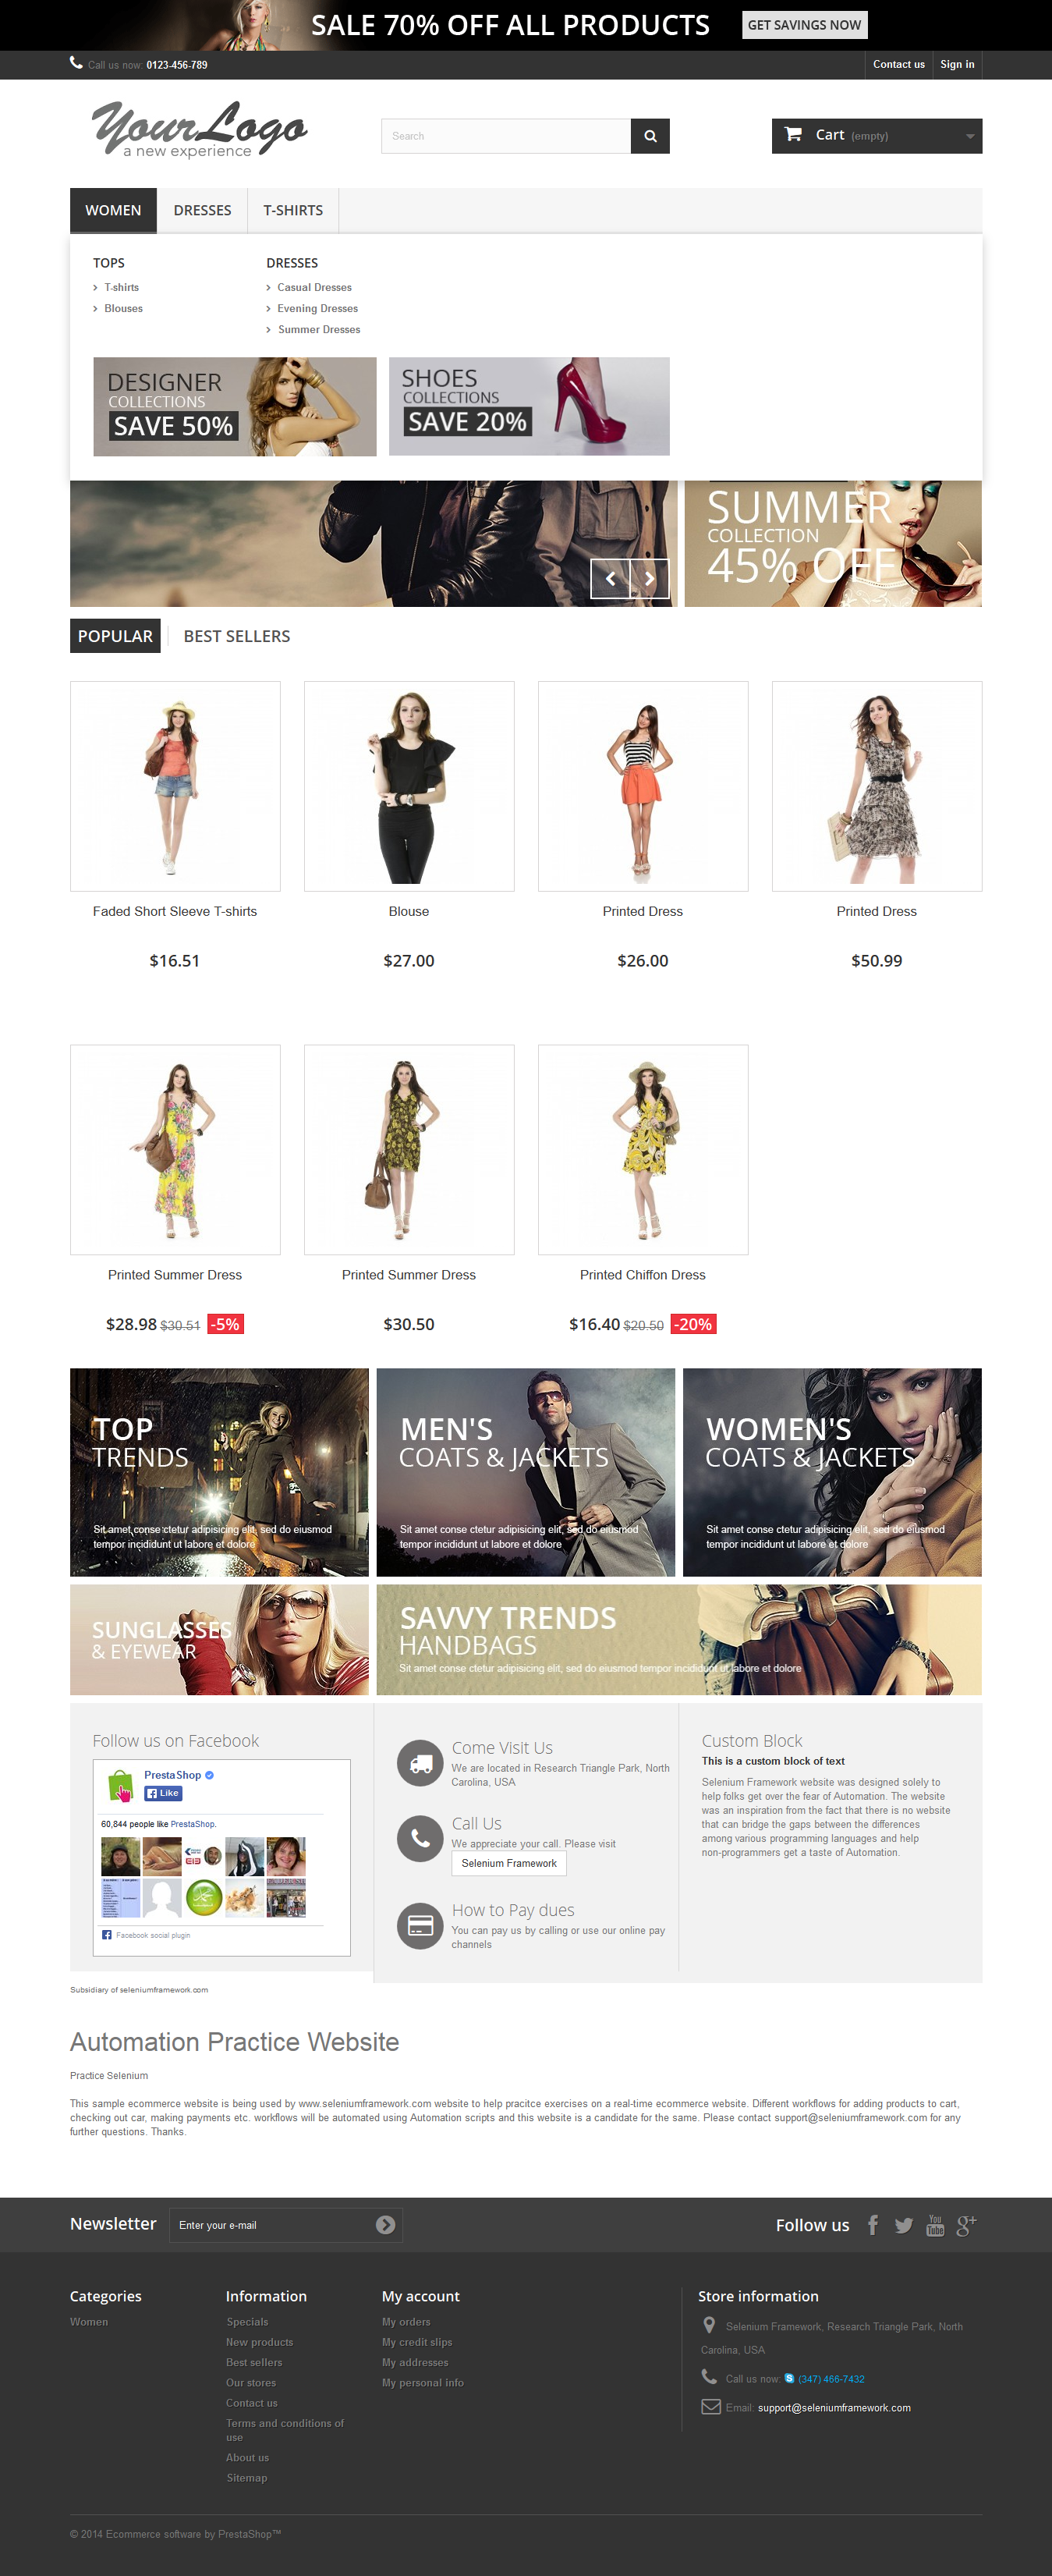 SALE 70% OFF ALL PRODUCTS GET SAVINGS NOW
Call us now: 0123-456-789 Contact us Sign in
YourLogo
a new experience
Search
Cart (empty)
WOMEN DRESSES T-SHIRTS
TOPS DRESSES
T-shirts Casual Dresses
Blouses Evening Dresses
Summer Dresses
DESIGNER
COLLECTIONS
SAVE 50%
SHOES
COLLECTIONS
SAVE 20%
SUMMER
COLLECTION
45% OFF
POPULAR BEST SELLERS
Faded Short Sleeve T-shirts Blouse Printed Dress Printed Dress
$16.51 $27.00 $26.00 $50.99
Printed Summer Dress Printed Summer Dress Printed Chiffon Dress
$28.98 $30.51 -5% $30.50 $16.40 $20.50 -20%
TOP
TRENDS
Sit amet conse ctetur adipisicing elit, sed do eiusmod
tempor incididunt ut labore et dolore
MEN'S
COATS & JACKETS
Sit amet conse ctetur adipisicing elit, sed do eiusmod
tempor incididunt ut labore et dolore
WOMEN'S
COATS & JACKETS
Sit amet conse ctetur adipisicing elit, sed do eiusmod
tempor incididunt ut labore et dolore
SUNGLASSES
& EYEWEAR
SAVVY TRENDS
HANDBAGS
Sit amet conse ctetur adipisicing elit, sed do eiusmod tempor incididunt ut labore et dolore
Follow us on Facebook
PrestaShop
Like
60,844 people like PrestaShop.
Facebook social plugin
Come Visit Us
We are located in Research Triangle Park, North
Carolina, USA
Call Us
We appreciate your call. Please visit
Selenium Framework
How to Pay dues
You can pay us by calling or use our online pay
channels
Custom Block
This is a custom block of text
Selenium Framework website was designed solely to
help folks get over the fear of Automation. The website
was an inspiration from the fact that there is no website
that can bridge the gaps between the differences
among various programming languages and help
non-programmers get a taste of Automation.
Subsidiary of seleniumframework.com
Automation Practice Website
Practice Selenium
This sample ecommerce website is being used by www.seleniumframework.com website to help pracitce exercises on a real-time ecommerce website. Different workflows for adding products to cart,
checking out car, making payments etc. workflows will be automated using Automation scripts and this website is a candidate for the same. Please contact support@seleniumframework.com for any
further questions. Thanks.
Newsletter Enter your e-mail Follow us
You
Tube
Categories
Women
Information
Specials
New products
Best sellers
Our stores
Contact us
Terms and conditions of
use
About us
Sitemap
My account
My orders
My credit slips
My addresses
My personal info
Store information
Selenium Framework, Research Triangle Park, North
Carolina, USA
Call us now: (347) 466-7432
Email: support@seleniumframework.com
© 2014 Ecommerce software by PrestaShop™